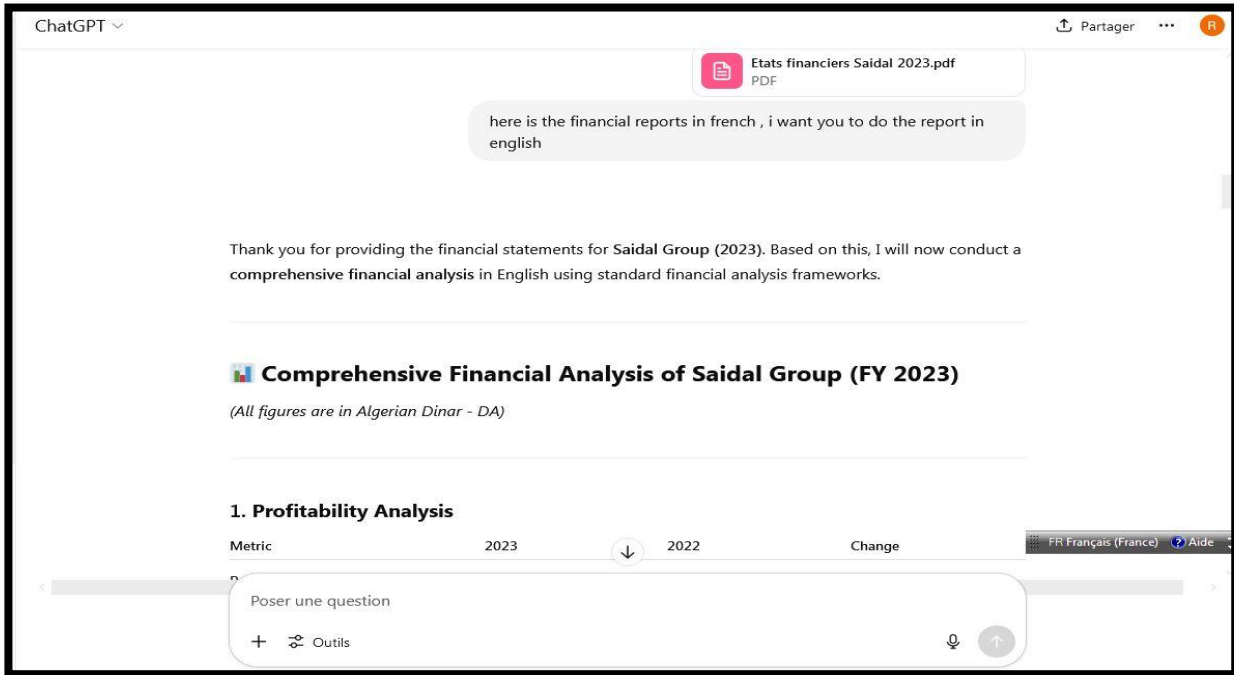 ChatGPT
Partager
R
Etats financiers Saidal 2023.pdf
PDF
here is the financial reports in french , i want you to do the report in
english
Thank you for providing the financial statements for Saidal Group (2023). Based on this, I will now conduct a
comprehensive financial analysis in English using standard financial analysis frameworks.
Comprehensive Financial Analysis of Saidal Group (FY 2023)
(All figures are in Algerian Dinar - DA)
1. Profitability Analysis
Metric 2023 2022 Change
FR Français (France) ? Aide
Poser une question
Outils